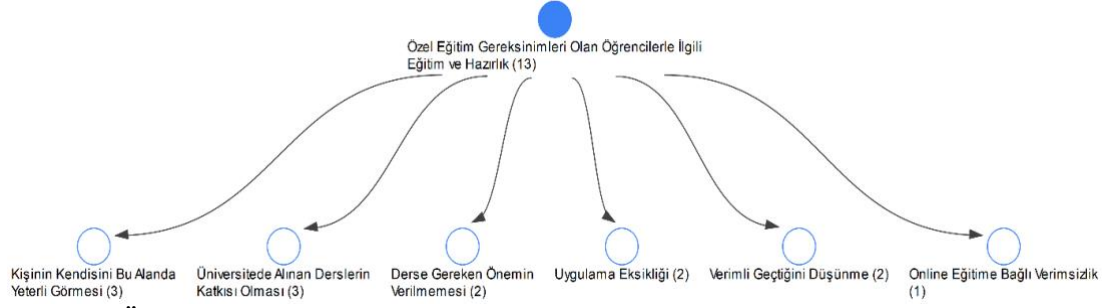 Özel Eğitim Gereksinimleri Olan Öğrencilerle İlgili
Eğitim ve Hazırlık (13)
Kişinin Kendisini Bu Alanda
Yeterli Görmesi (3)
Üniversitede Alınan Derslerin
Katkısı Olması (3)
Derse Gereken Önemin
Verilmemesi (2)
Uygulama Eksikliği (2)
Verimli Geçtiğini Düşünme (2)
Online Eğitime Bağlı Verimsizlik
(1)